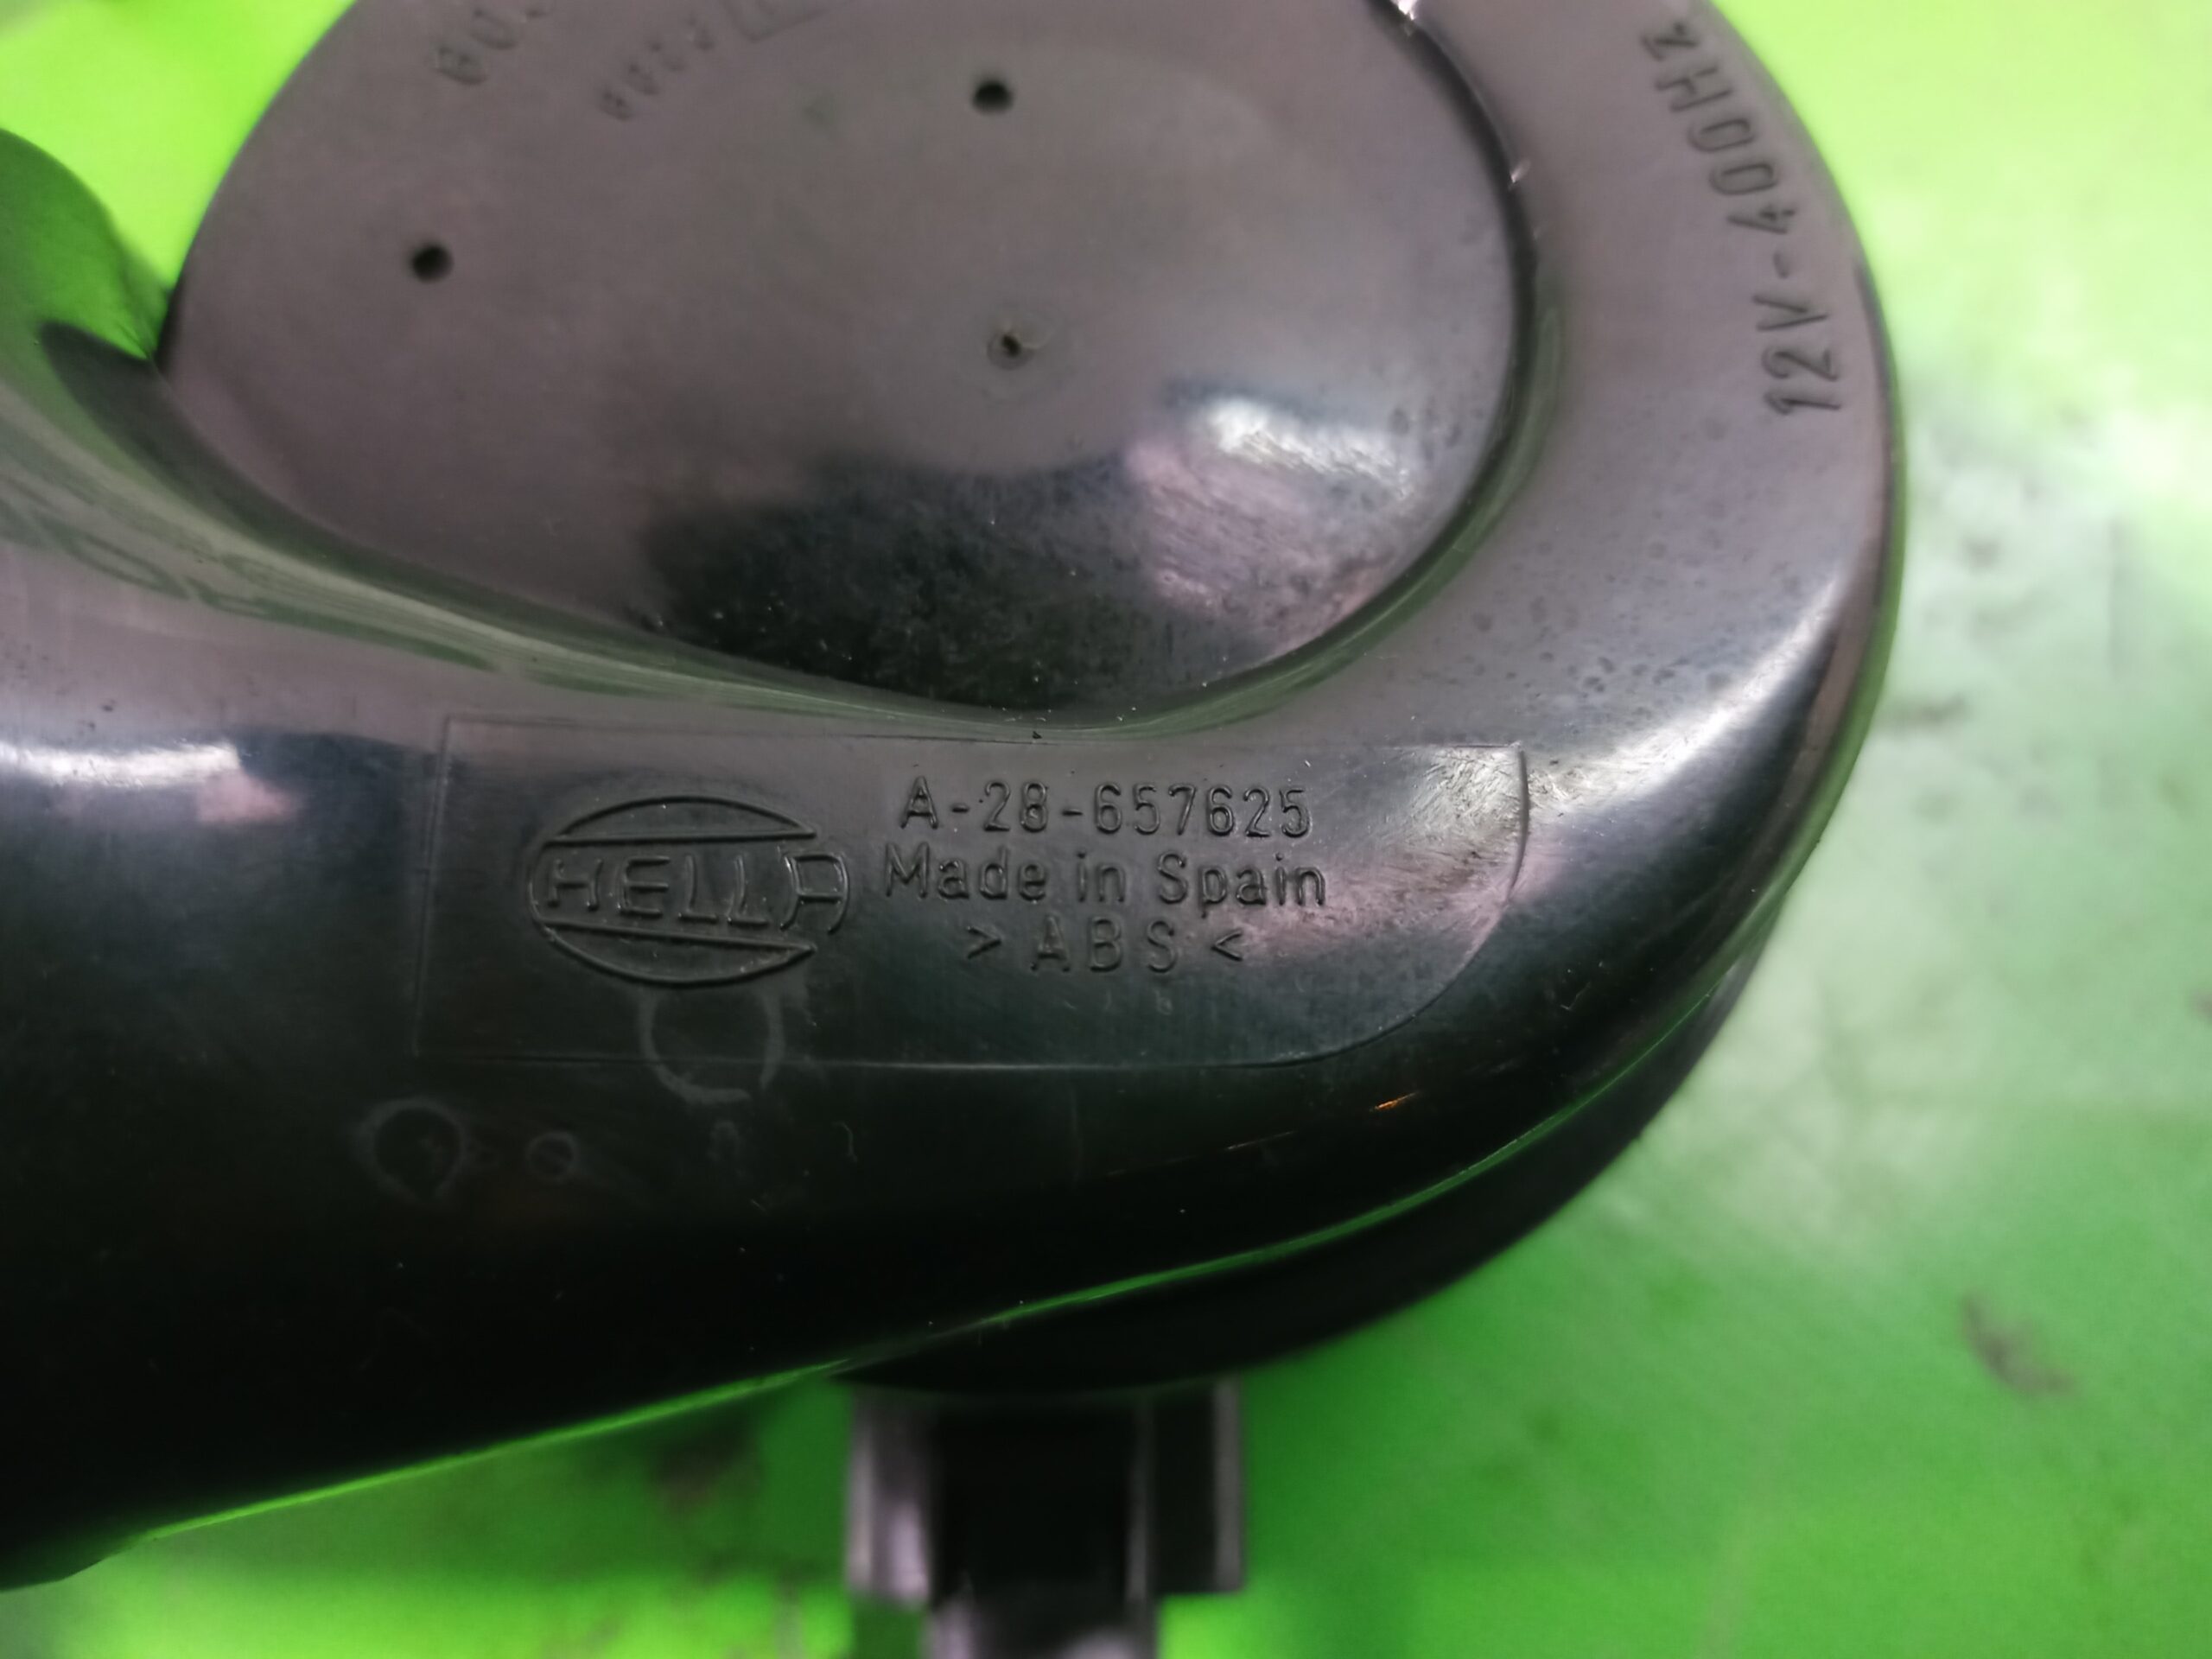 12V-400HZ
HELLA
A-28-657625
Made in Spain
> ABS <